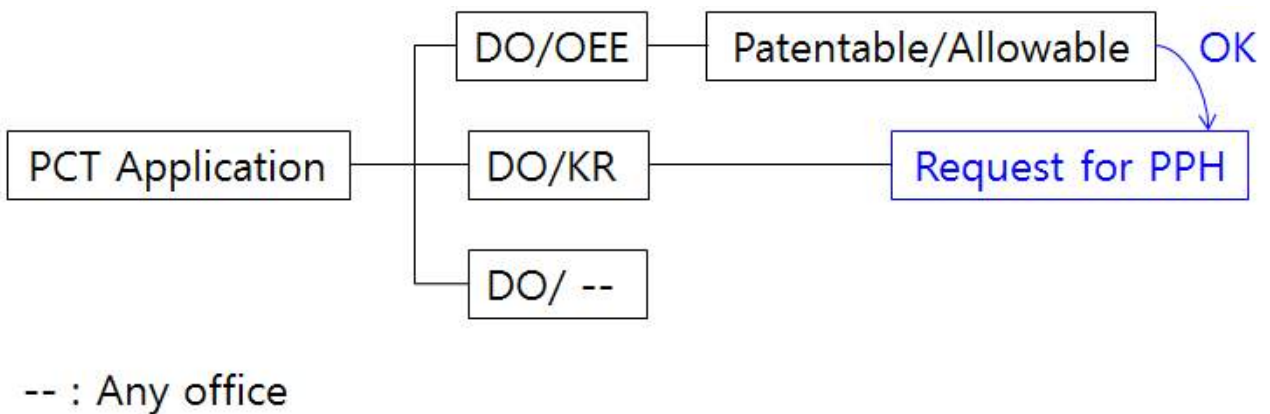 DO/OEE
Patentable/Allowable
OK
PCT Application
DO/KR
Request for PPH
DO/ --
-- : Any office